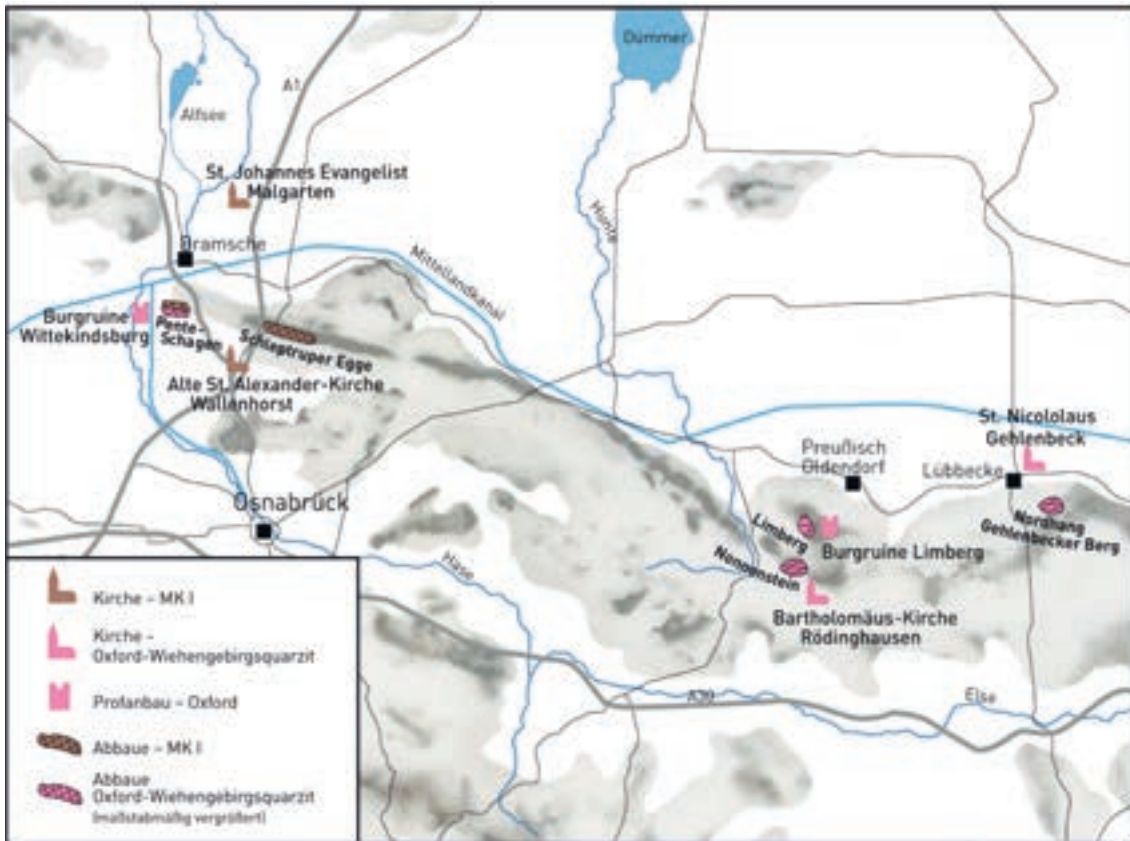 Dümmer
A1
Alfsee
St. Johannes Evangelist
Malgarten
Hunte
Bramsche
Mittellandkanal
Burgruine
Wittekindsburg
Pente-
Schagen
Schleptruper Egge
Alte St. Alexander-Kirche
Wallenhorst
St. Nicololaus
Gehlenbeck
Preußisch
Oldendorf
Lübbecke
Osnabrück
Nordhang
Gehlenbecker Berg
Limberg
Burgruine Limberg
Nonnenstein
Hase
Bartholomäus-Kirche
Rödinghausen
A30
Else
Kirche – MK I
Kirche –
Oxford-Wiehengebirgsquarzit
Profanbau – Oxford
Abbaue – MK I
Abbaue
Oxford-Wiehengebirgsquarzit
(maßstabmäßig vergrößert)